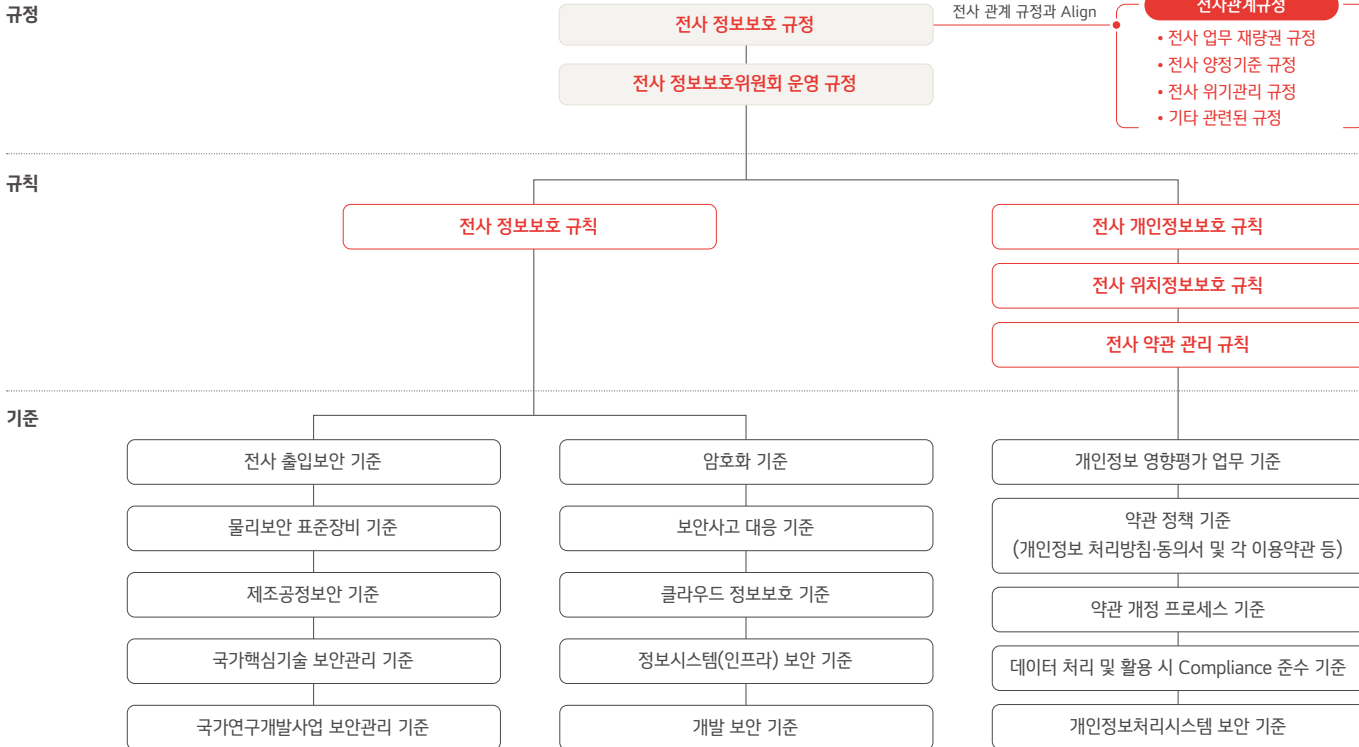 규정
전사 정보보호 규정
전사 관계 규정과 Align
전사관계규정
• 전사 업무 재량권 규정
• 전사 양정기준 규정
• 전사 위기관리 규정
• 기타 관련된 규정
전사 정보보호위원회 운영 규정
규칙
전사 정보보호 규칙
전사 개인정보보호 규칙
전사 위치정보보호 규칙
전사 약관 관리 규칙
기준
전사 출입보안 기준
물리보안 표준장비 기준
제조공정보안 기준
국가핵심기술 보안관리 기준
국가연구개발사업 보안관리 기준
암호화 기준
보안사고 대응 기준
클라우드 정보보호 기준
정보시스템(인프라) 보안 기준
개발 보안 기준
개인정보 영향평가 업무 기준
약관 정책 기준
(개인정보 처리방침·동의서 및 각 이용약관 등)
약관 개정 프로세스 기준
데이터 처리 및 활용 시 Compliance 준수 기준
개인정보처리시스템 보안 기준